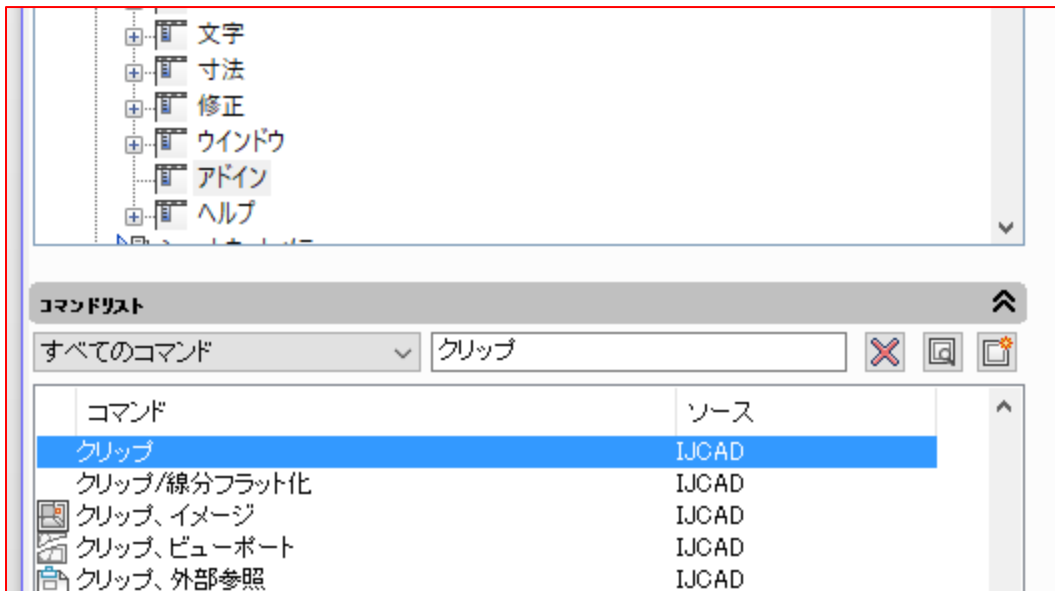 文字
寸法
修正
ウインドウ
アドイン
ヘルプ
コマンドリスト
すべてのコマンド クリップ
コマンド ソース
クリップ IJCAD
クリップ/線分フラット化 IJCAD
クリップ、イメージ IJCAD
クリップ、ビューポート IJCAD
クリップ、外部参照 IJCAD